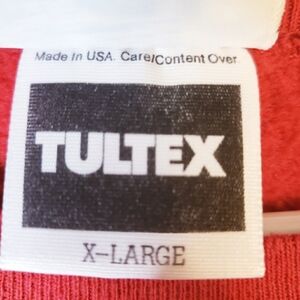 Made In USA. Care/Content Over
TULTEX
X-LARGE